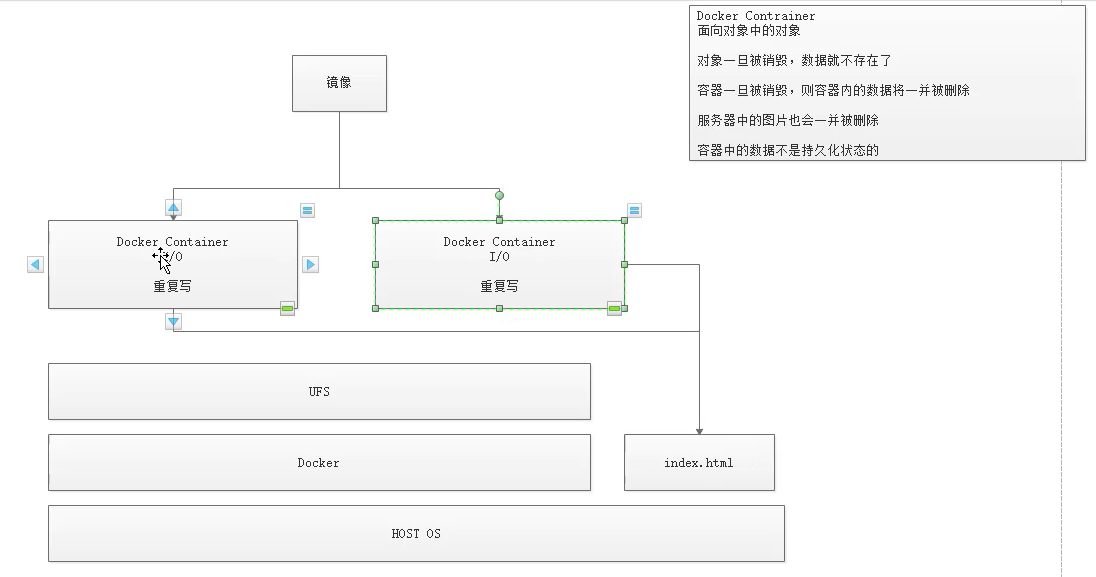 Docker Contrainer
面向对象中的对象
对象一旦被销毁，数据就不存在了
容器一旦被销毁，则容器内的数据将一并被删除
服务器中的图片也会一并被删除
容器中的数据不是持久化状态的
镜像
Docker Container
/O
重复写
Docker Container
I/O
重复写
UFS
Docker
index.html
HOST OS